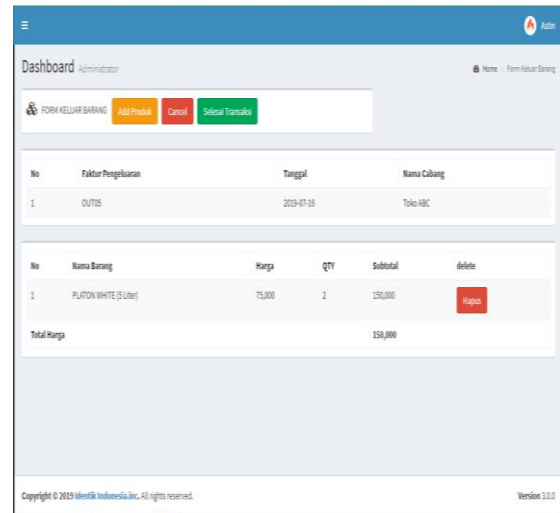 Astin
Dashboard Administrator
Home > Form Keluar Barang
FORM KELUAR BARANG Add Produk Cancel Selesai Transaksi
No Faktur Pengeluaran Tanggal Nama Cabang
1 OUT05 2019-07-16 Toko ABC
No Nama Barang Harga QTY Subtotal delete
1 PLATON WHITE (5 Liter) 75,000 2 150,000 Hapus
Total Harga 150,000
Copyright © 2019 Identik Indonesia.inc. All rights reserved. Version 3.0.0